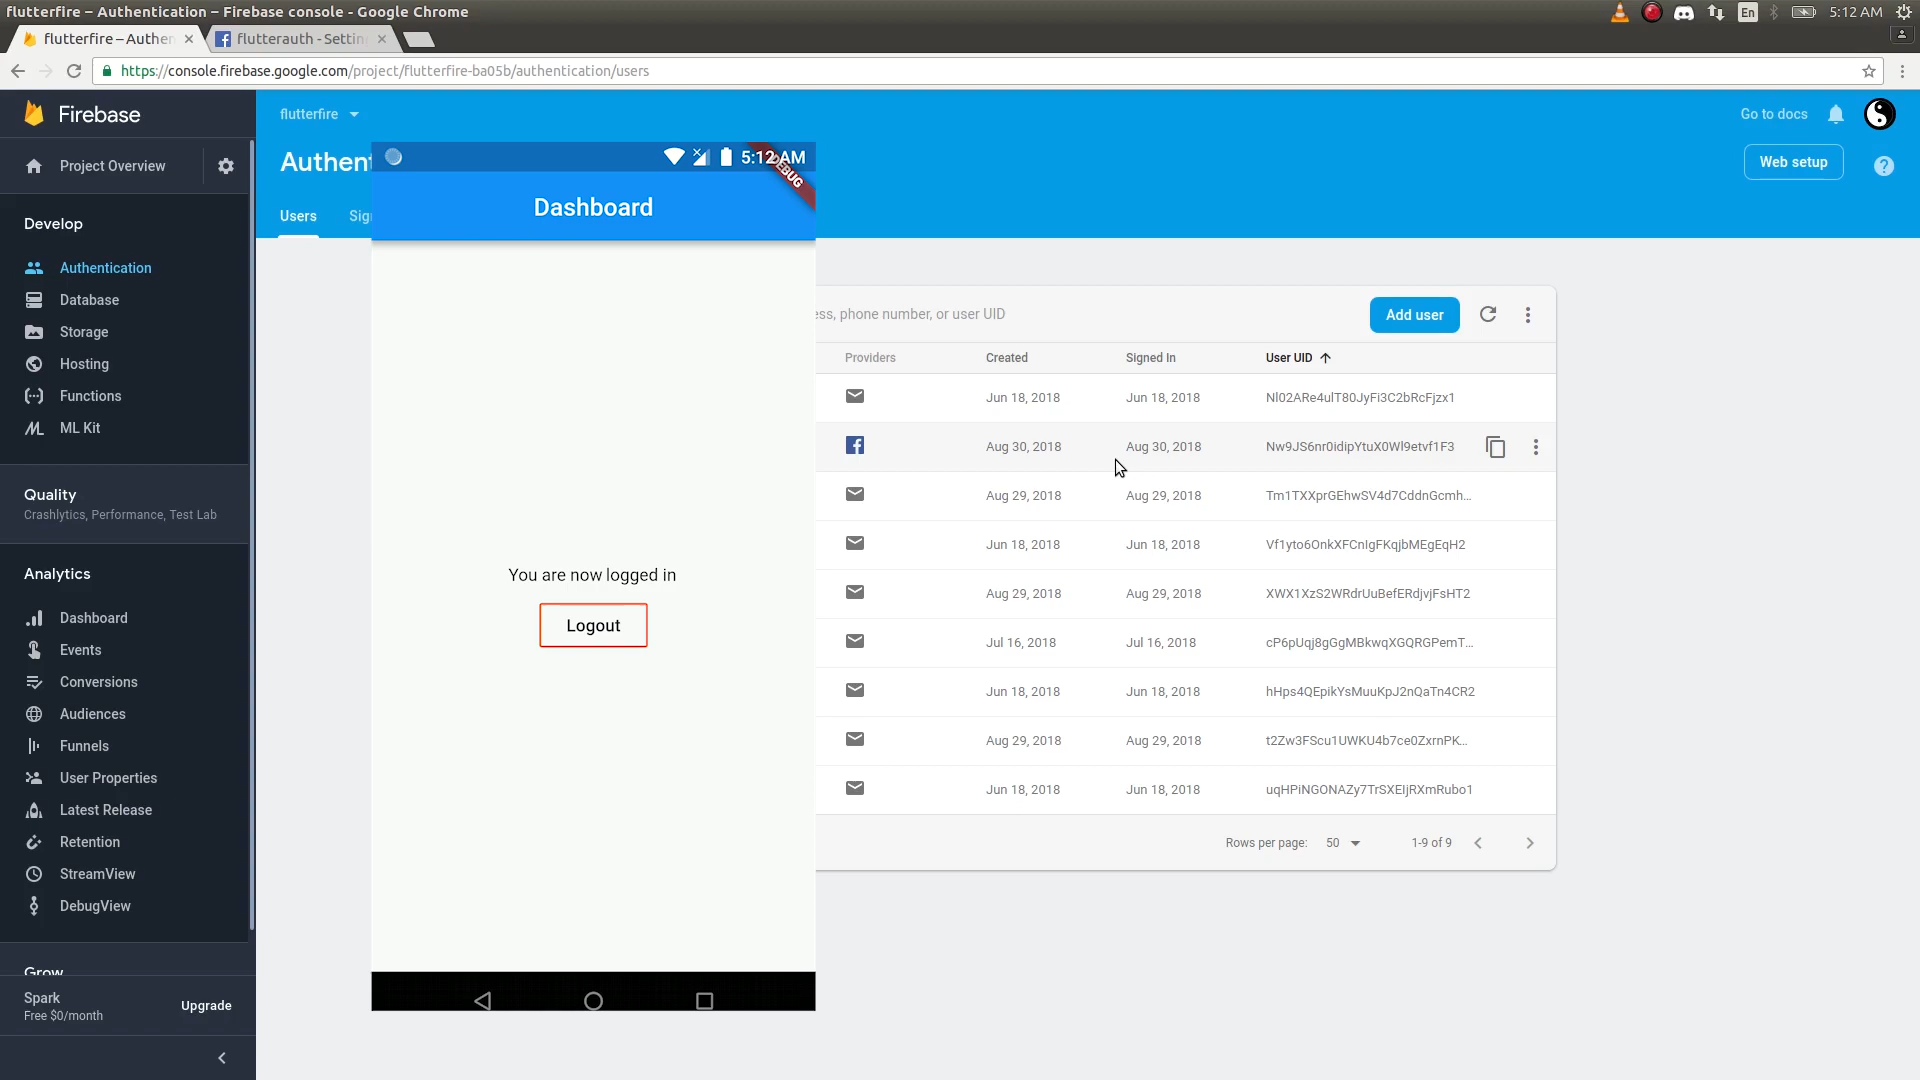 flutterfire – Authentication – Firebase console - Google Chrome
En
5:12 AM
flutterfire – Authen
flutterauth - Settin
https://console.firebase.google.com/project/flutterfire-ba05b/authentication/users
Firebase
flutterfire
Go to docs
Project Overview
Authent
Web setup
Users
Sig
5:12 AM
DEBUG
Dashboard
Develop
Authentication
Database
Storage
Hosting
Functions
ML Kit
Quality
Crashlytics, Performance, Test Lab
Analytics
Dashboard
Events
Conversions
Audiences
Funnels
User Properties
Latest Release
Retention
StreamView
DebugView
Grow
Spark
Free $0/month
Upgrade
You are now logged in
Logout
ess, phone number, or user UID
Add user
Providers Created Signed In User UID
Jun 18, 2018 Jun 18, 2018 Nl02ARe4ulT80JyFi3C2bRcFjzx1
Aug 30, 2018 Aug 30, 2018 Nw9JS6nr0idipYtuX0Wl9etvf1F3
Aug 29, 2018 Aug 29, 2018 Tm1TXXprGEhwSV4d7CddnGcmh...
Jun 18, 2018 Jun 18, 2018 Vf1yto6OnkXFCnIgFKqjbMEgEqH2
Aug 29, 2018 Aug 29, 2018 XWX1XzS2WRdrUuBefERdjvjFsHT2
Jul 16, 2018 Jul 16, 2018 cP6pUqj8gGgMBkwqXGQRGPemT...
Jun 18, 2018 Jun 18, 2018 hHps4QEpikYsMuuKpJ2nQaTn4CR2
Aug 29, 2018 Aug 29, 2018 t2Zw3FScu1UWKU4b7ce0ZxrnPK...
Jun 18, 2018 Jun 18, 2018 uqHPiNGONAZy7TrSXEIjRXmRubo1
Rows per page: 50 1-9 of 9